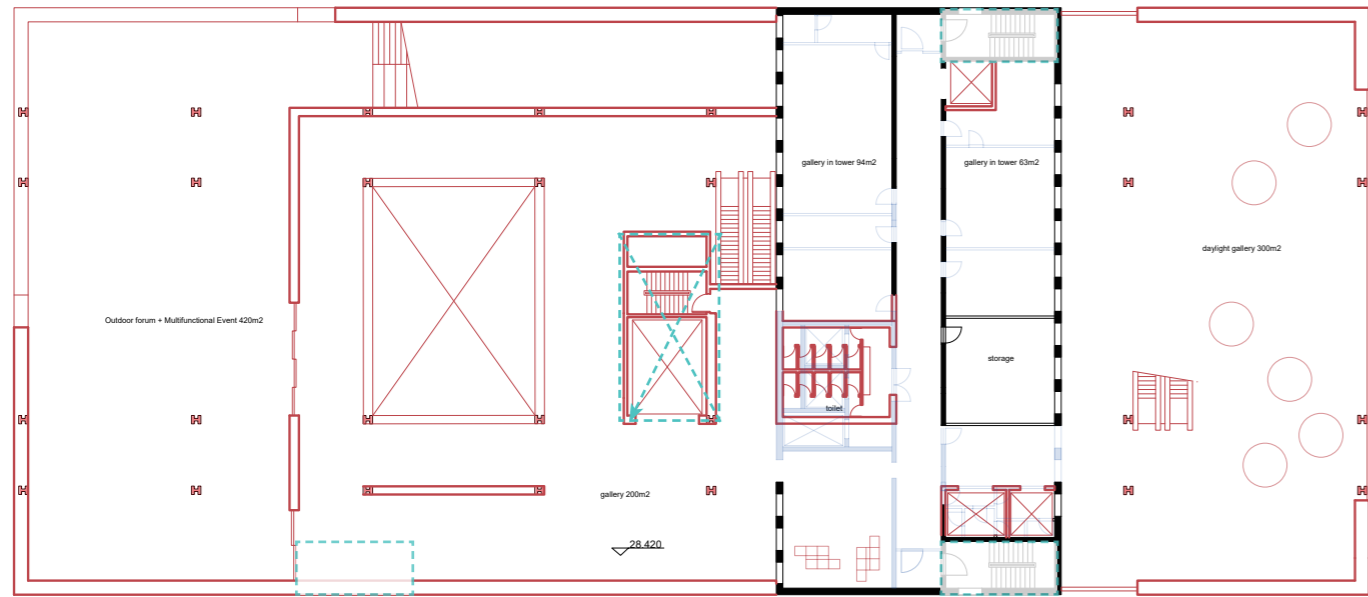 gallery in tower 94m2
gallery in tower 63m2
daylight gallery 300m2
Outdoor forum + Multifunctional Event 420m2
storage
toilet
gallery 200m2
28.420